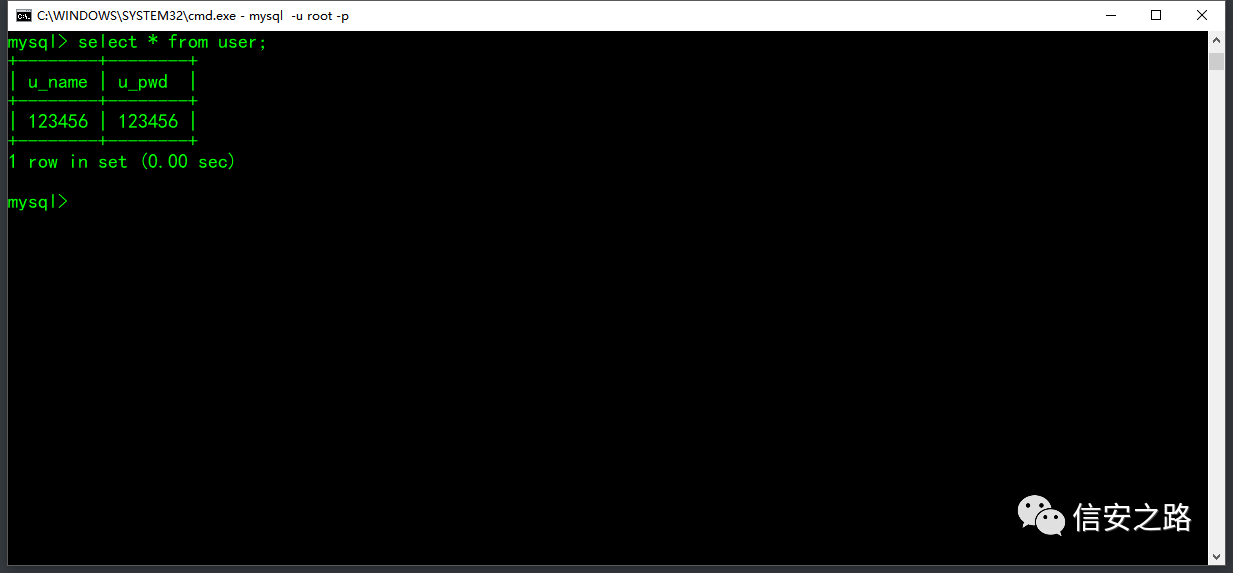 C:\WINDOWS\SYSTEM32\cmd.exe - mysql  -u root -p
mysql> select * from user;
+--------+--------+
| u_name | u_pwd  |
+--------+--------+
| 123456 | 123456 |
+--------+--------+
1 row in set (0.00 sec)
mysql>
信安之路